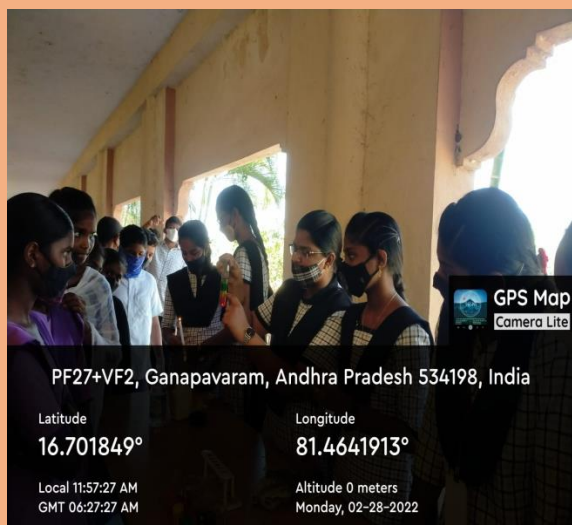 GPS Map
Camera Lite
PF27+VF2, Ganapavaram, Andhra Pradesh 534198, India
Latitude
16.701849°
Longitude
81.4641913°
Local 11:57:27 AM
GMT 06:27:27 AM
Altitude 0 meters
Monday, 02-28-2022